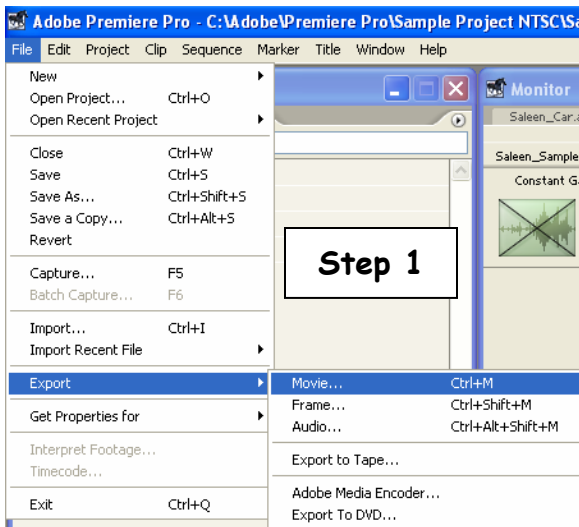 Adobe Premiere Pro - C:\Adobe\Premiere Pro\Sample Project NTSC\Sa
File Edit Project Clip Sequence Marker Title Window Help
New
Open Project... Ctrl+O
Open Recent Project
Close Ctrl+W
Save Ctrl+S
Save As... Ctrl+Shift+S
Save a Copy... Ctrl+Alt+S
Revert
Capture... F5
Batch Capture... F6
Import... Ctrl+I
Import Recent File
Export
Get Properties for
Interpret Footage...
Timecode...
Exit Ctrl+Q
Movie... Ctrl+M
Frame... Ctrl+Shift+M
Audio... Ctrl+Alt+Shift+M
Export to Tape...
Adobe Media Encoder...
Export To DVD...
Step 1
Monitor
Saleen_Car.a
Saleen_Sample
Constant G